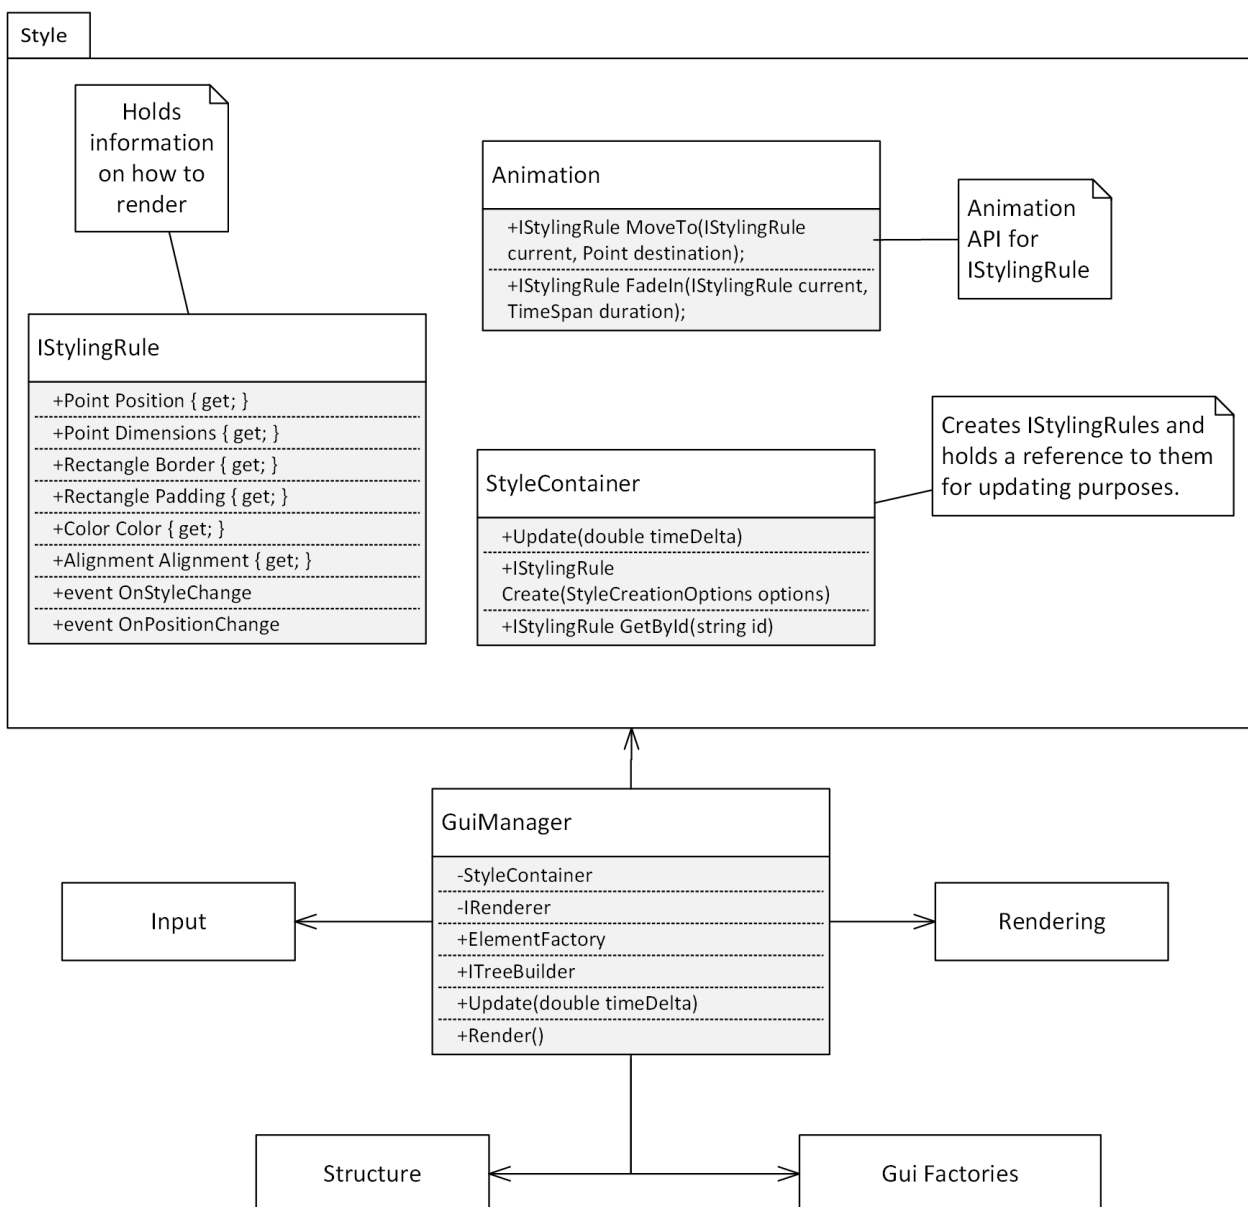 Style
Holds
information
on how to
render
Animation
+IStylingRule MoveTo(IStylingRule
current, Point destination);
+IStylingRule FadeIn(IStylingRule current,
TimeSpan duration);
Animation
API for
IStylingRule
IStylingRule
+Point Position { get; }
+Point Dimensions { get; }
+Rectangle Border { get; }
+Rectangle Padding { get; }
+Color Color { get; }
+Alignment Alignment { get; }
+event OnStyleChange
+event OnPositionChange
StyleContainer
+Update(double timeDelta)
+IStylingRule
Create(StyleCreationOptions options)
+IStylingRule GetById(string id)
Creates IStylingRules and
holds a reference to them
for updating purposes.
GuiManager
-StyleContainer
-IRenderer
+ElementFactory
+ITreeBuilder
+Update(double timeDelta)
+Render()
Input
Rendering
Structure
Gui Factories